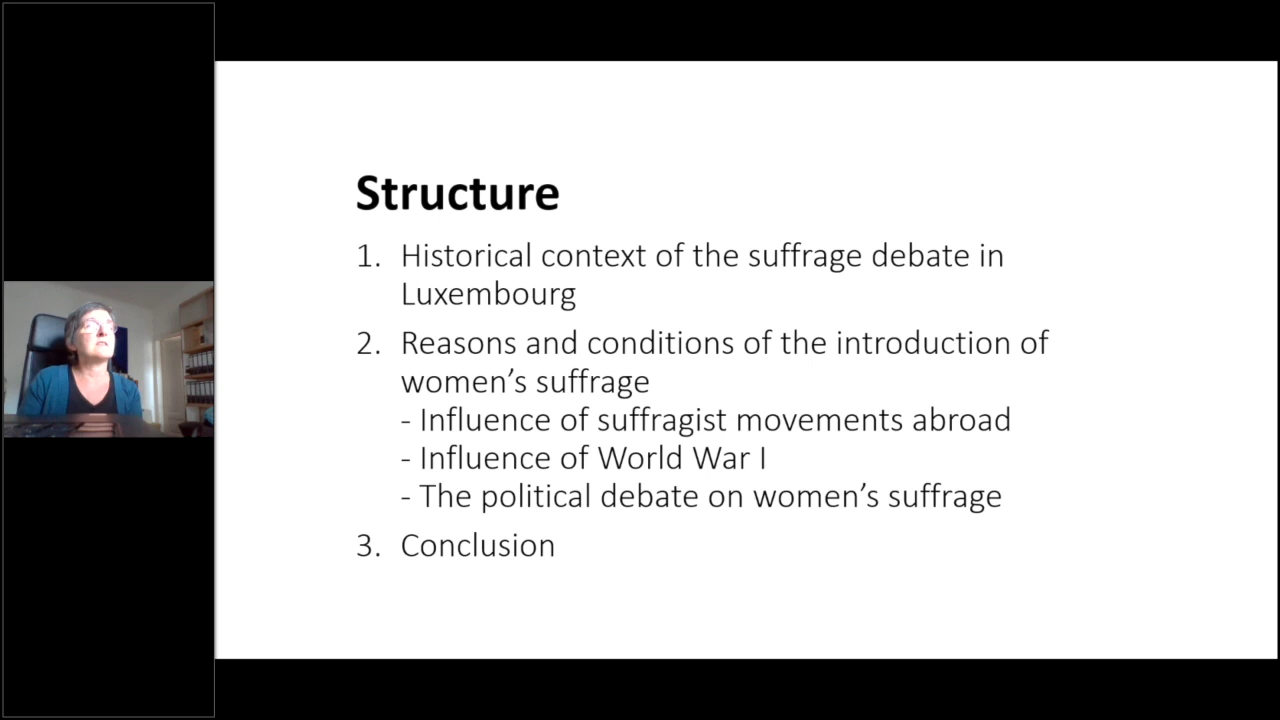 Structure
1. Historical context of the suffrage debate in
Luxembourg
2. Reasons and conditions of the introduction of
women’s suffrage
- Influence of suffragist movements abroad
- Influence of World War I
- The political debate on women’s suffrage
3. Conclusion